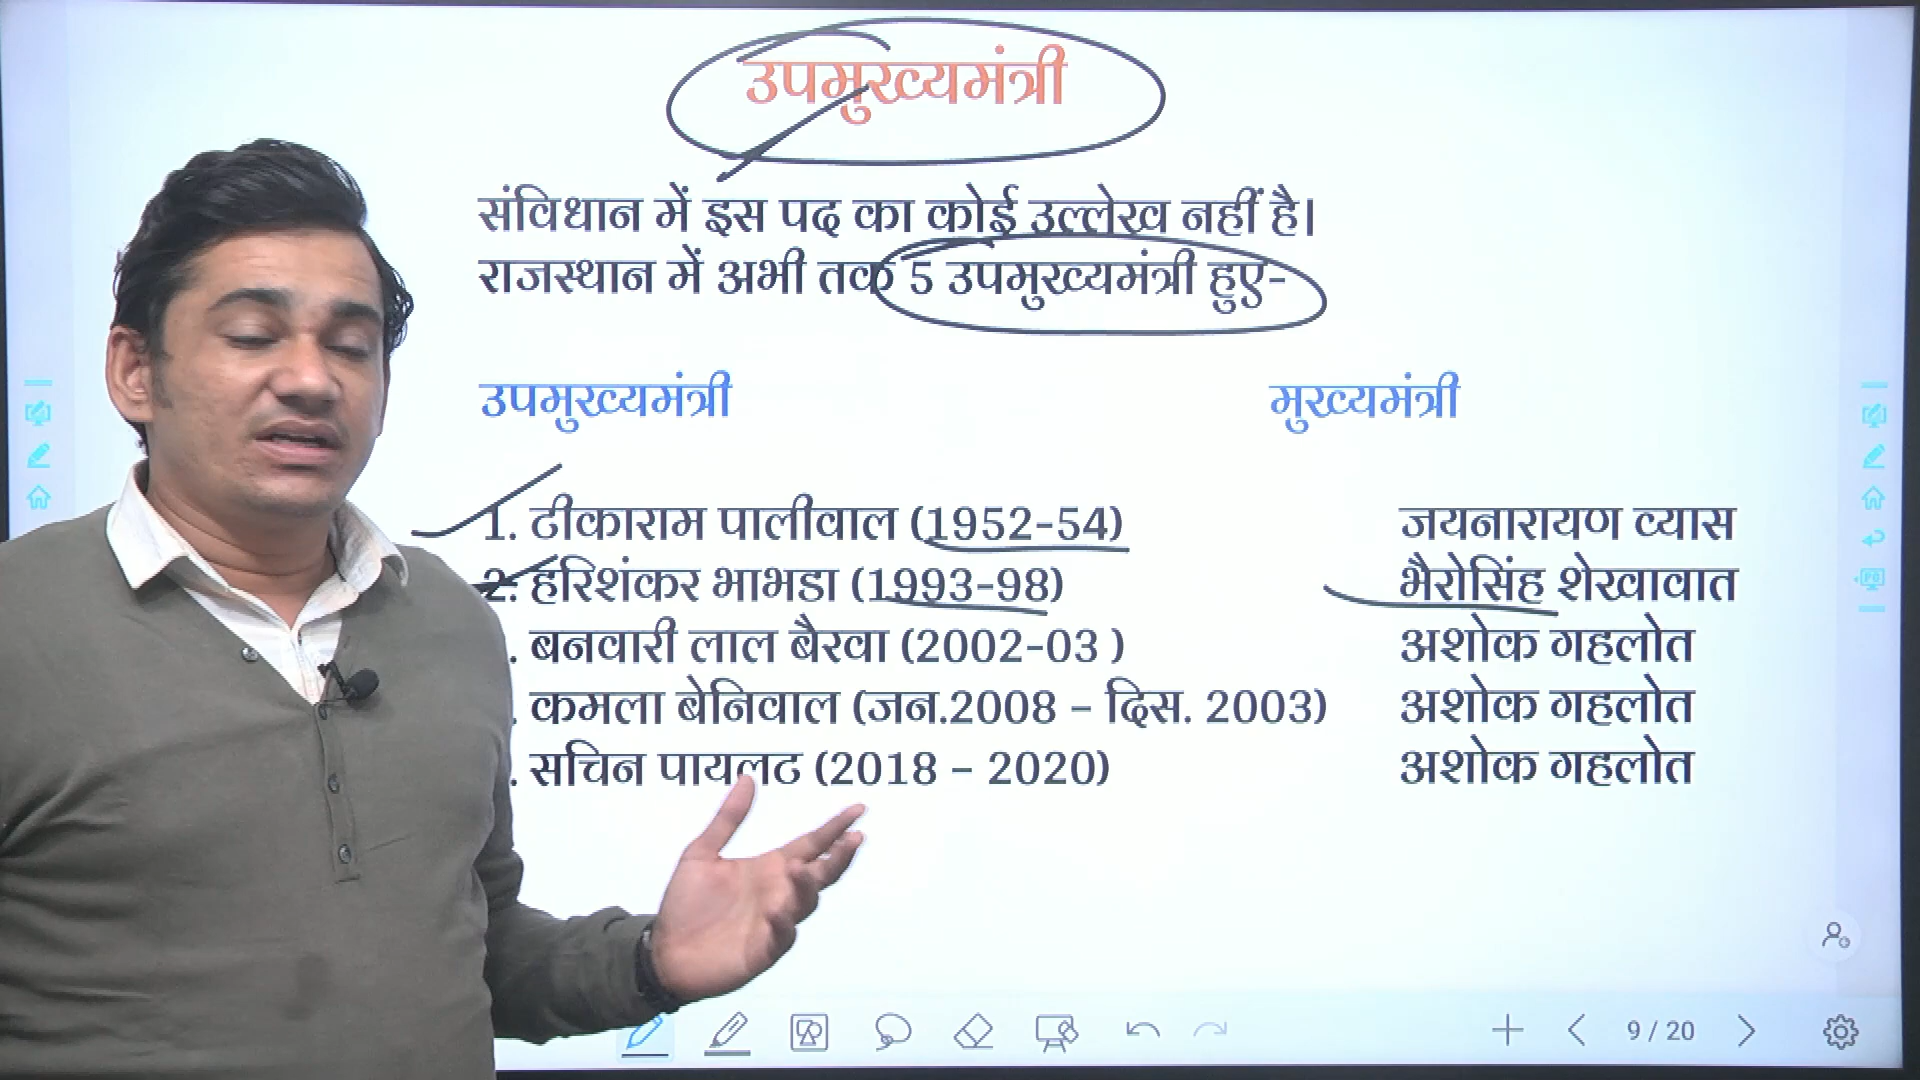 उपमुख्यमंत्री
संविधान में इस पद का कोई उल्लेख नहीं है।
राजस्थान में अभी तक 5 उपमुख्यमंत्री हुए-
उपमुख्यमंत्री मुख्यमंत्री
1. टीकाराम पालीवाल (1952-54) जयनारायण व्यास
2. हरिशंकर भाभडा (1993-98) भैरोसिंह शेखावात
. बनवारी लाल बैरवा (2002-03 ) अशोक गहलोत
. कमला बेनिवाल (जन.2008 – दिस. 2003) अशोक गहलोत
. सचिन पायलट (2018 – 2020) अशोक गहलोत
9 / 20